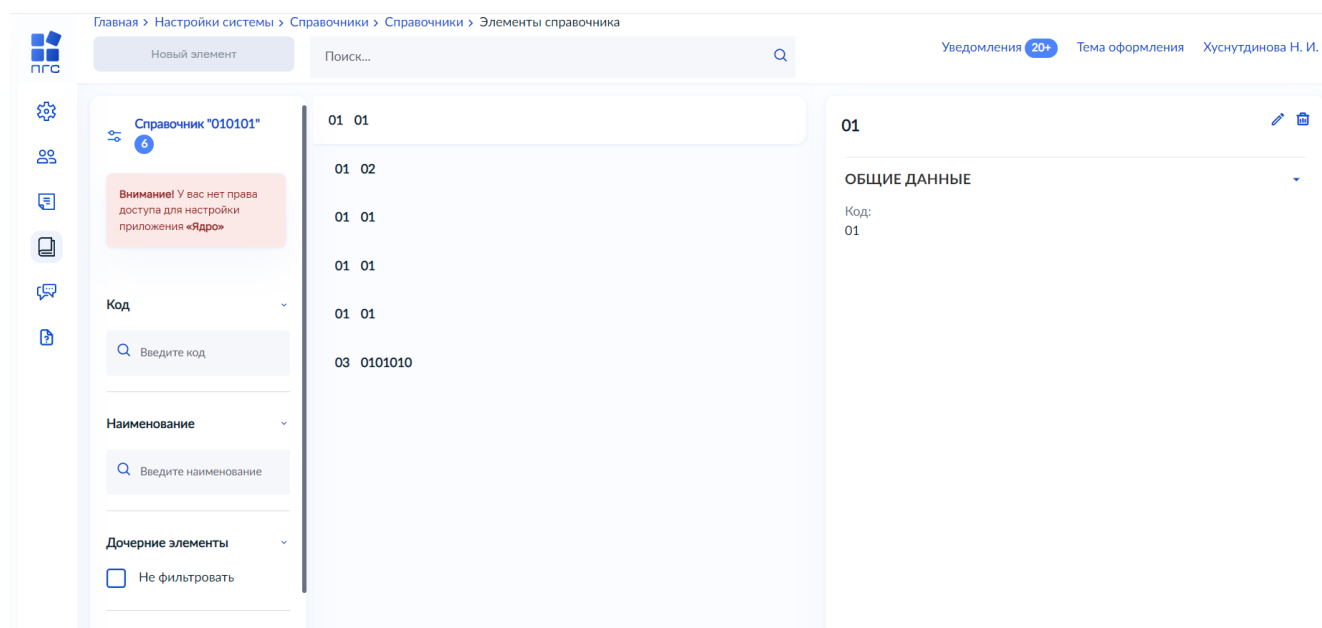 Главная > Настройки системы > Справочники > Справочники > Элементы справочника
ПГС
Новый элемент
Поиск...
Уведомления 20+ Тема оформления Хуснутдинова Н. И.
Справочник "010101"
6
Внимание! У вас нет права
доступа для настройки
приложения «Ядро»
Код
Введите код
Наименование
Введите наименование
Дочерние элементы
Не фильтровать
01 01
01 02
01 01
01 01
01 01
03 0101010
01
ОБЩИЕ ДАННЫЕ
Код:
01